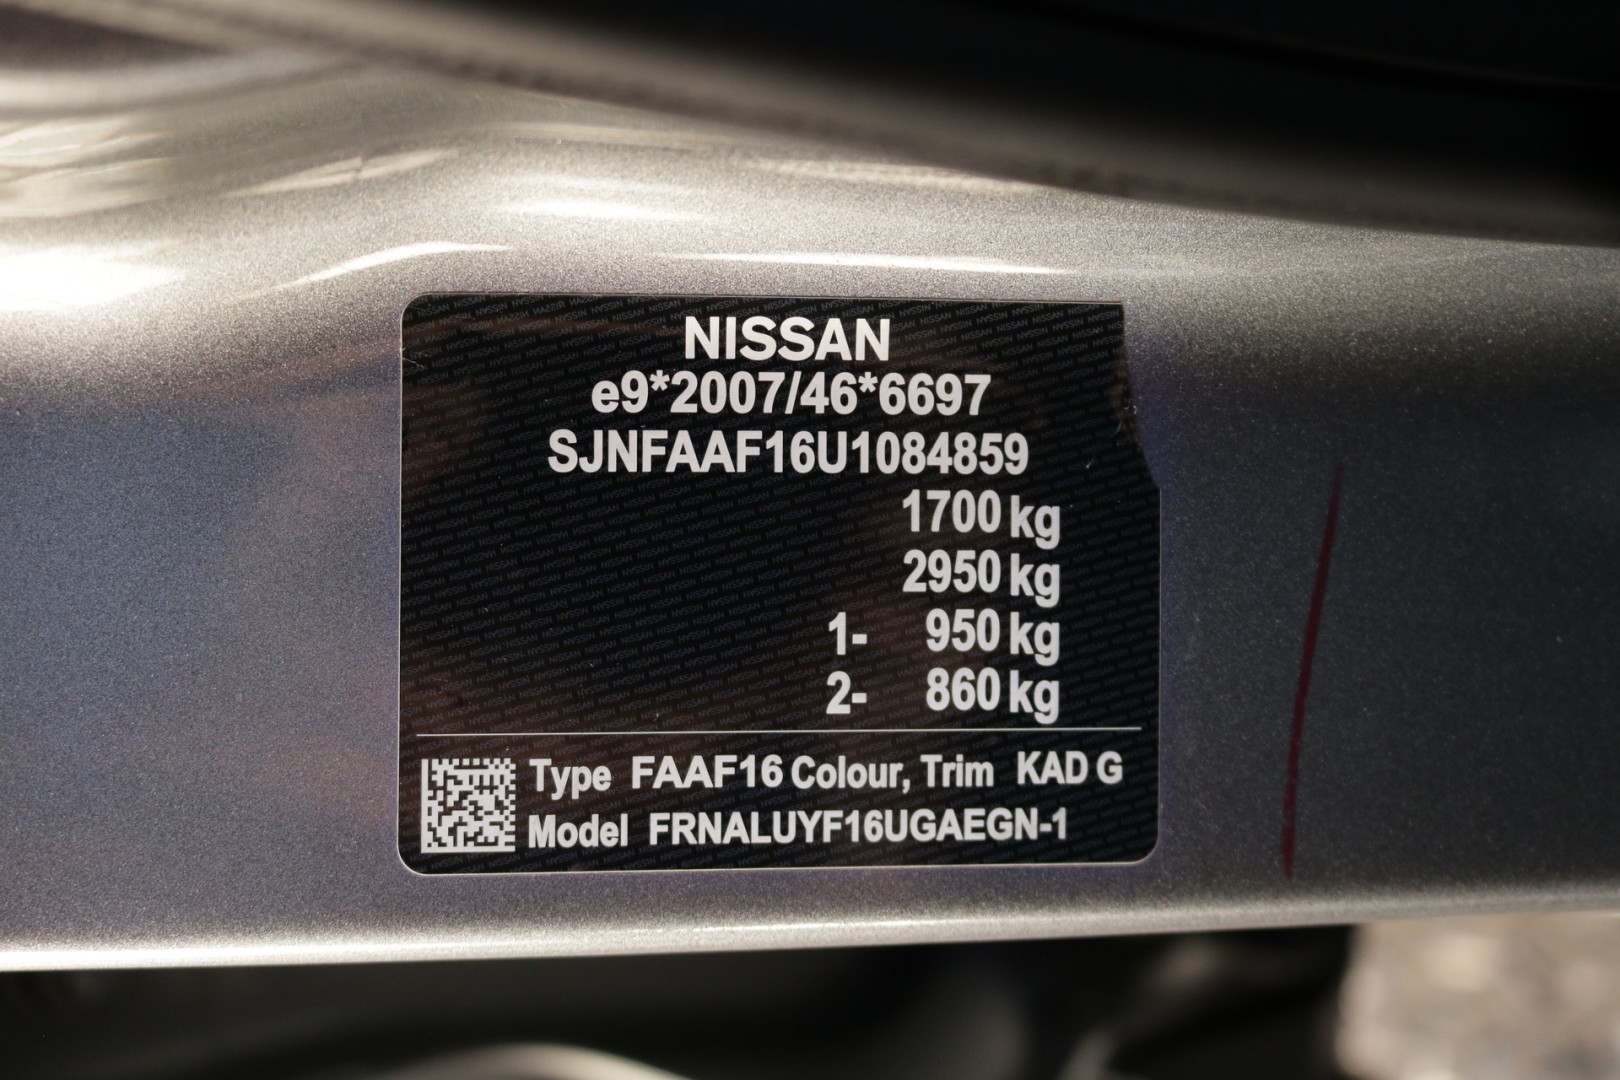 NISSAN
e9*2007/46*6697
SJNFAAF16U1084859
1700 kg
2950 kg
1- 950 kg
2- 860 kg
Type FAAF16 Colour, Trim KAD G
Model FRNALUYF16UGAEGN-1